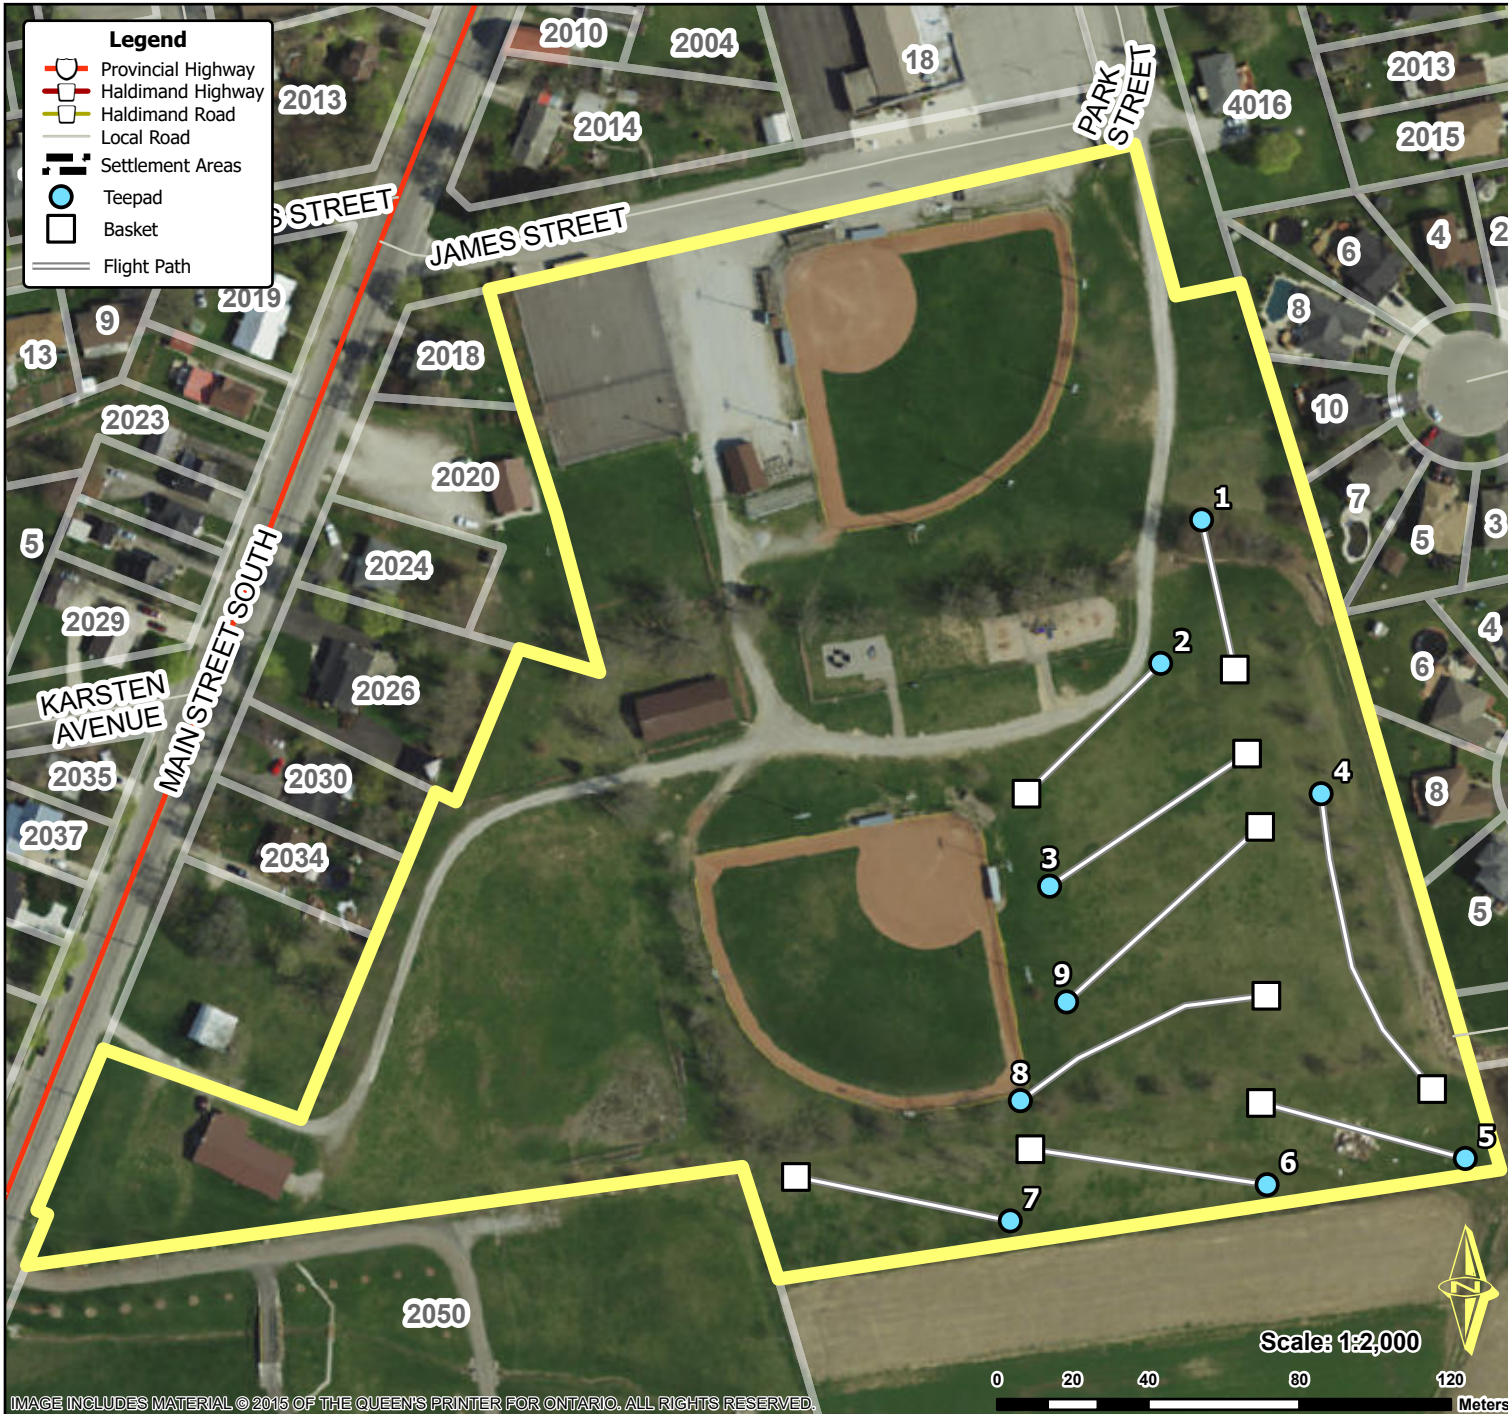 Legend
Provincial Highway
Haldimand Highway
Haldimand Road
Local Road
Settlement Areas
Teepad
Basket
Flight Path
2010
2004
18
PARK
STREET
2013
4016
2015
2013
2014
S STREET
JAMES STREET
6
4
2
8
10
7
5
3
4
6
8
5
2019
9
13
2018
2023
2020
5
2024
2029
MAIN STREET SOUTH
KARSTEN
AVENUE
2026
2035
2030
2037
2034
1
2
3
4
9
8
5
6
7
2050
N
Scale: 1:2,000
0 20 40 80 120
Meters
IMAGE INCLUDES MATERIAL © 2015 OF THE QUEEN'S PRINTER FOR ONTARIO. ALL RIGHTS RESERVED.